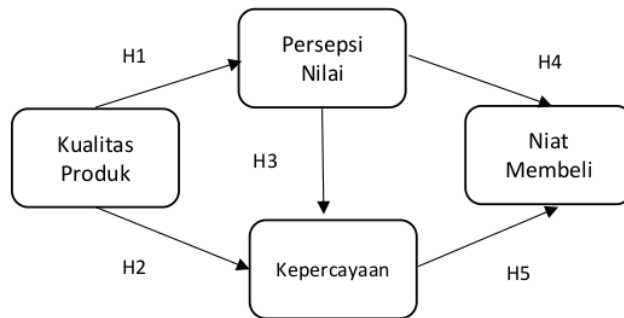 Persepsi
Nilai
H1
H4
Kualitas
Produk
Niat
Membeli
H3
H2
Kepercayaan
H5